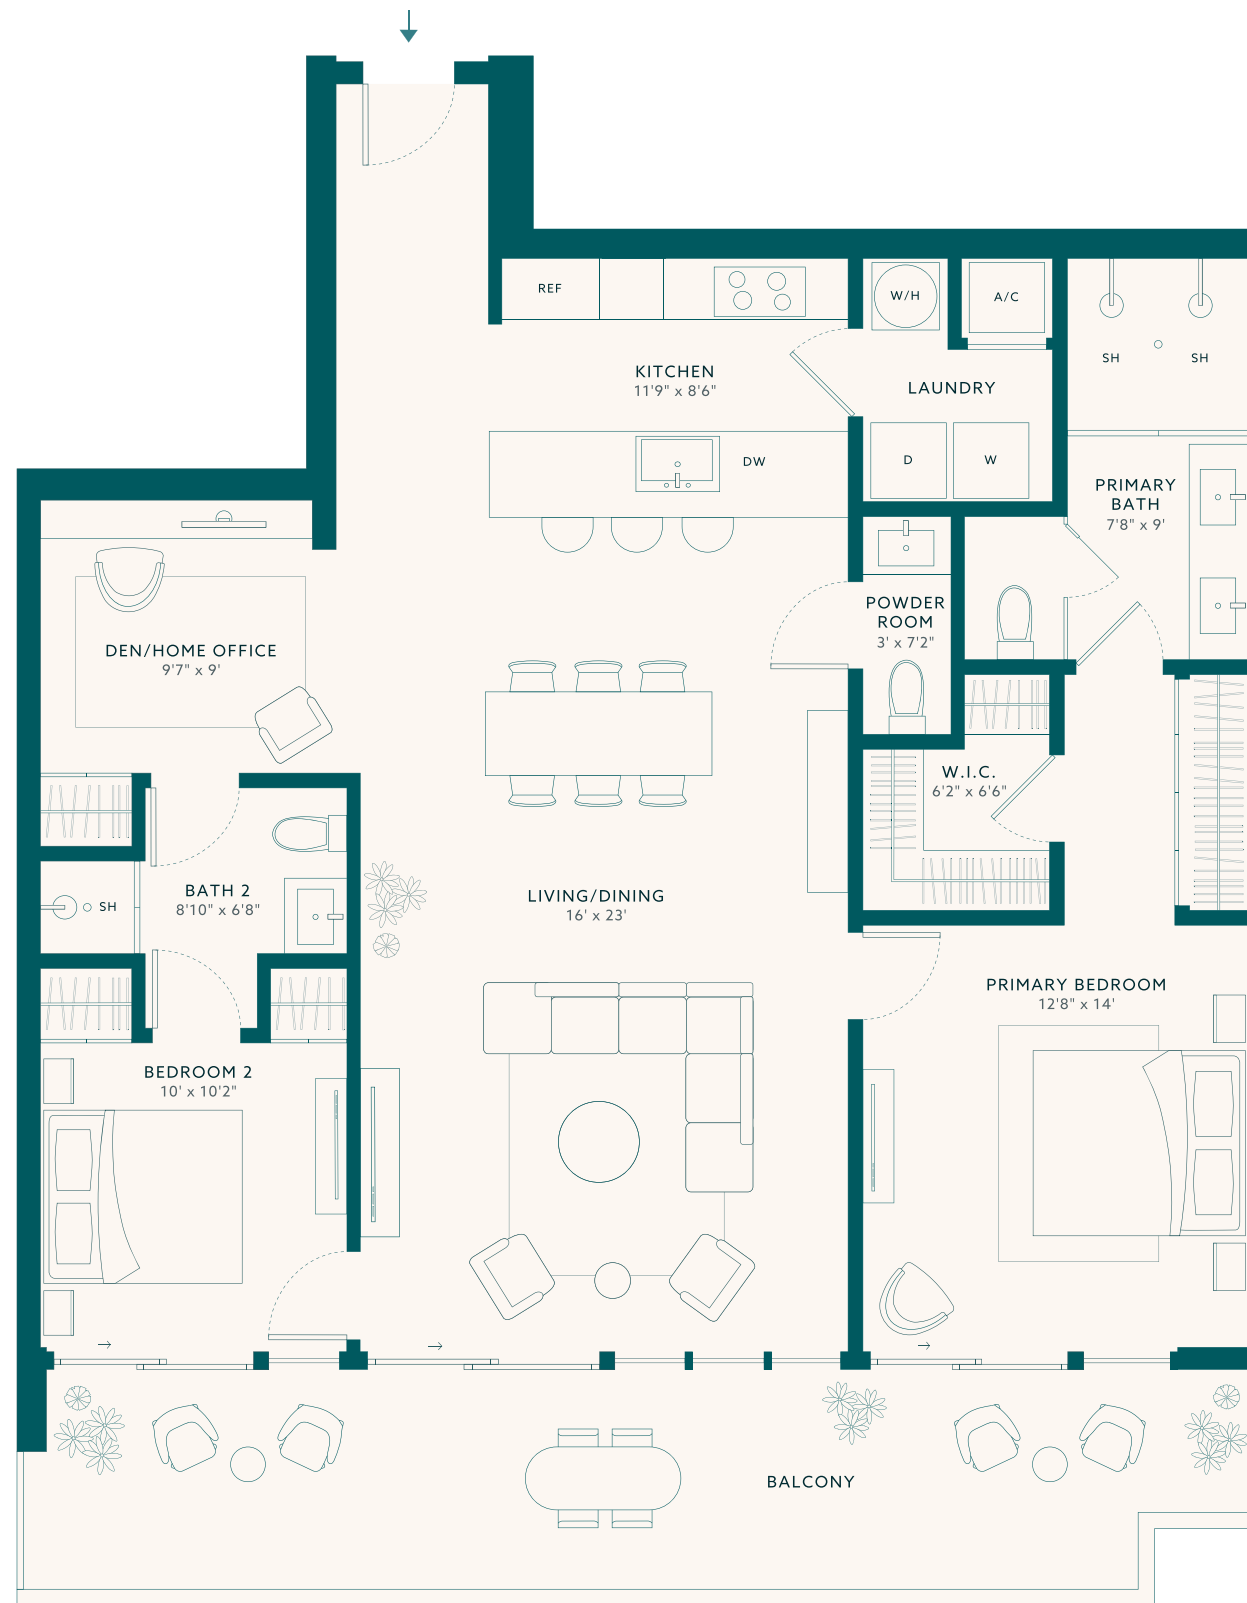 REF
W/H
A/C
SH
SH
KITCHEN
11'9" x 8'6"
LAUNDRY
DW
D
W
PRIMARY
BATH
7'8" x 9'
POWDER
ROOM
3' x 7'2"
DEN/HOME OFFICE
9'7" x 9'
W.I.C.
6'2" x 6'6"
BATH 2
8'10" x 6'8"
SH
LIVING/DINING
16' x 23'
PRIMARY BEDROOM
12'8" x 14'
BEDROOM 2
10' x 10'2"
BALCONY